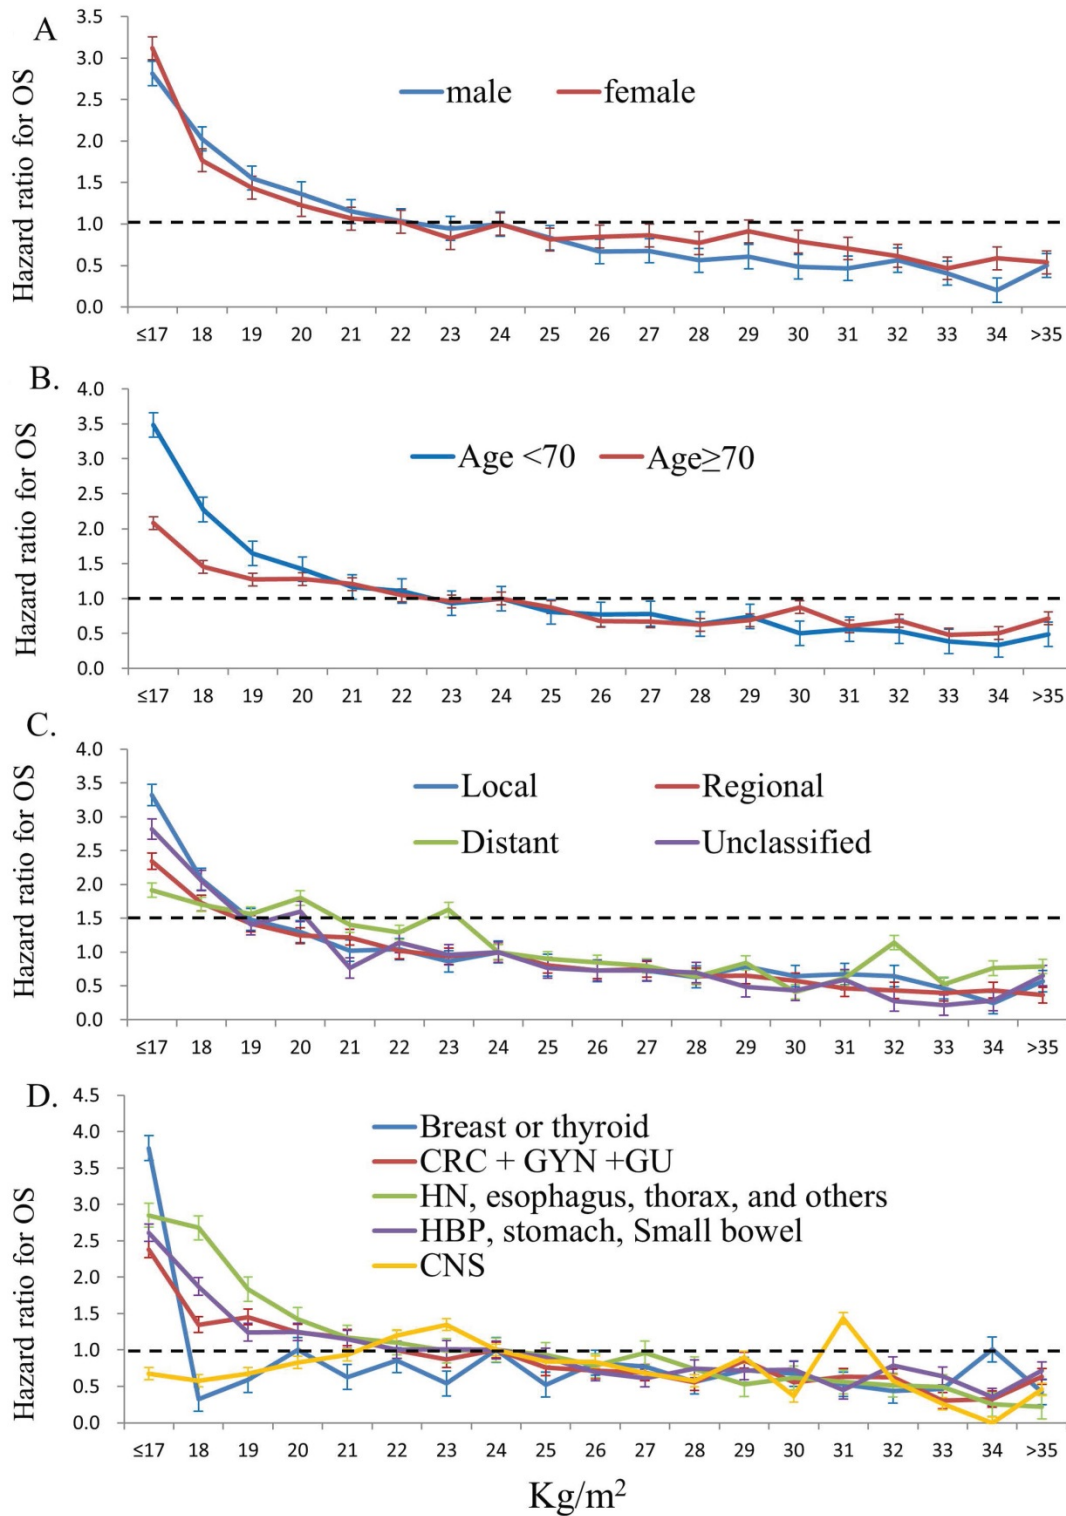 A
Hazard ratio for OS
3.5
3.0
2.5
2.0
1.5
1.0
0.5
0.0
male female
≤17 18 19 20 21 22 23 24 25 26 27 28 29 30 31 32 33 34 >35
B.
Hazard ratio for OS
4.0
3.5
3.0
2.5
2.0
1.5
1.0
0.5
0.0
Age <70 Age≥70
≤17 18 19 20 21 22 23 24 25 26 27 28 29 30 31 32 33 34 >35
C.
Hazard ratio for OS
4.0
3.5
3.0
2.5
2.0
1.5
1.0
0.5
0.0
Local Regional
Distant Unclassified
≤17 18 19 20 21 22 23 24 25 26 27 28 29 30 31 32 33 34 >35
D.
Hazard ratio for OS
4.5
4.0
3.5
3.0
2.5
2.0
1.5
1.0
0.5
0.0
Breast or thyroid
CRC + GYN +GU
HN, esophagus, thorax, and others
HBP, stomach, Small bowel
CNS
≤17 18 19 20 21 22 23 24 25 26 27 28 29 30 31 32 33 34 >35
Kg/m²